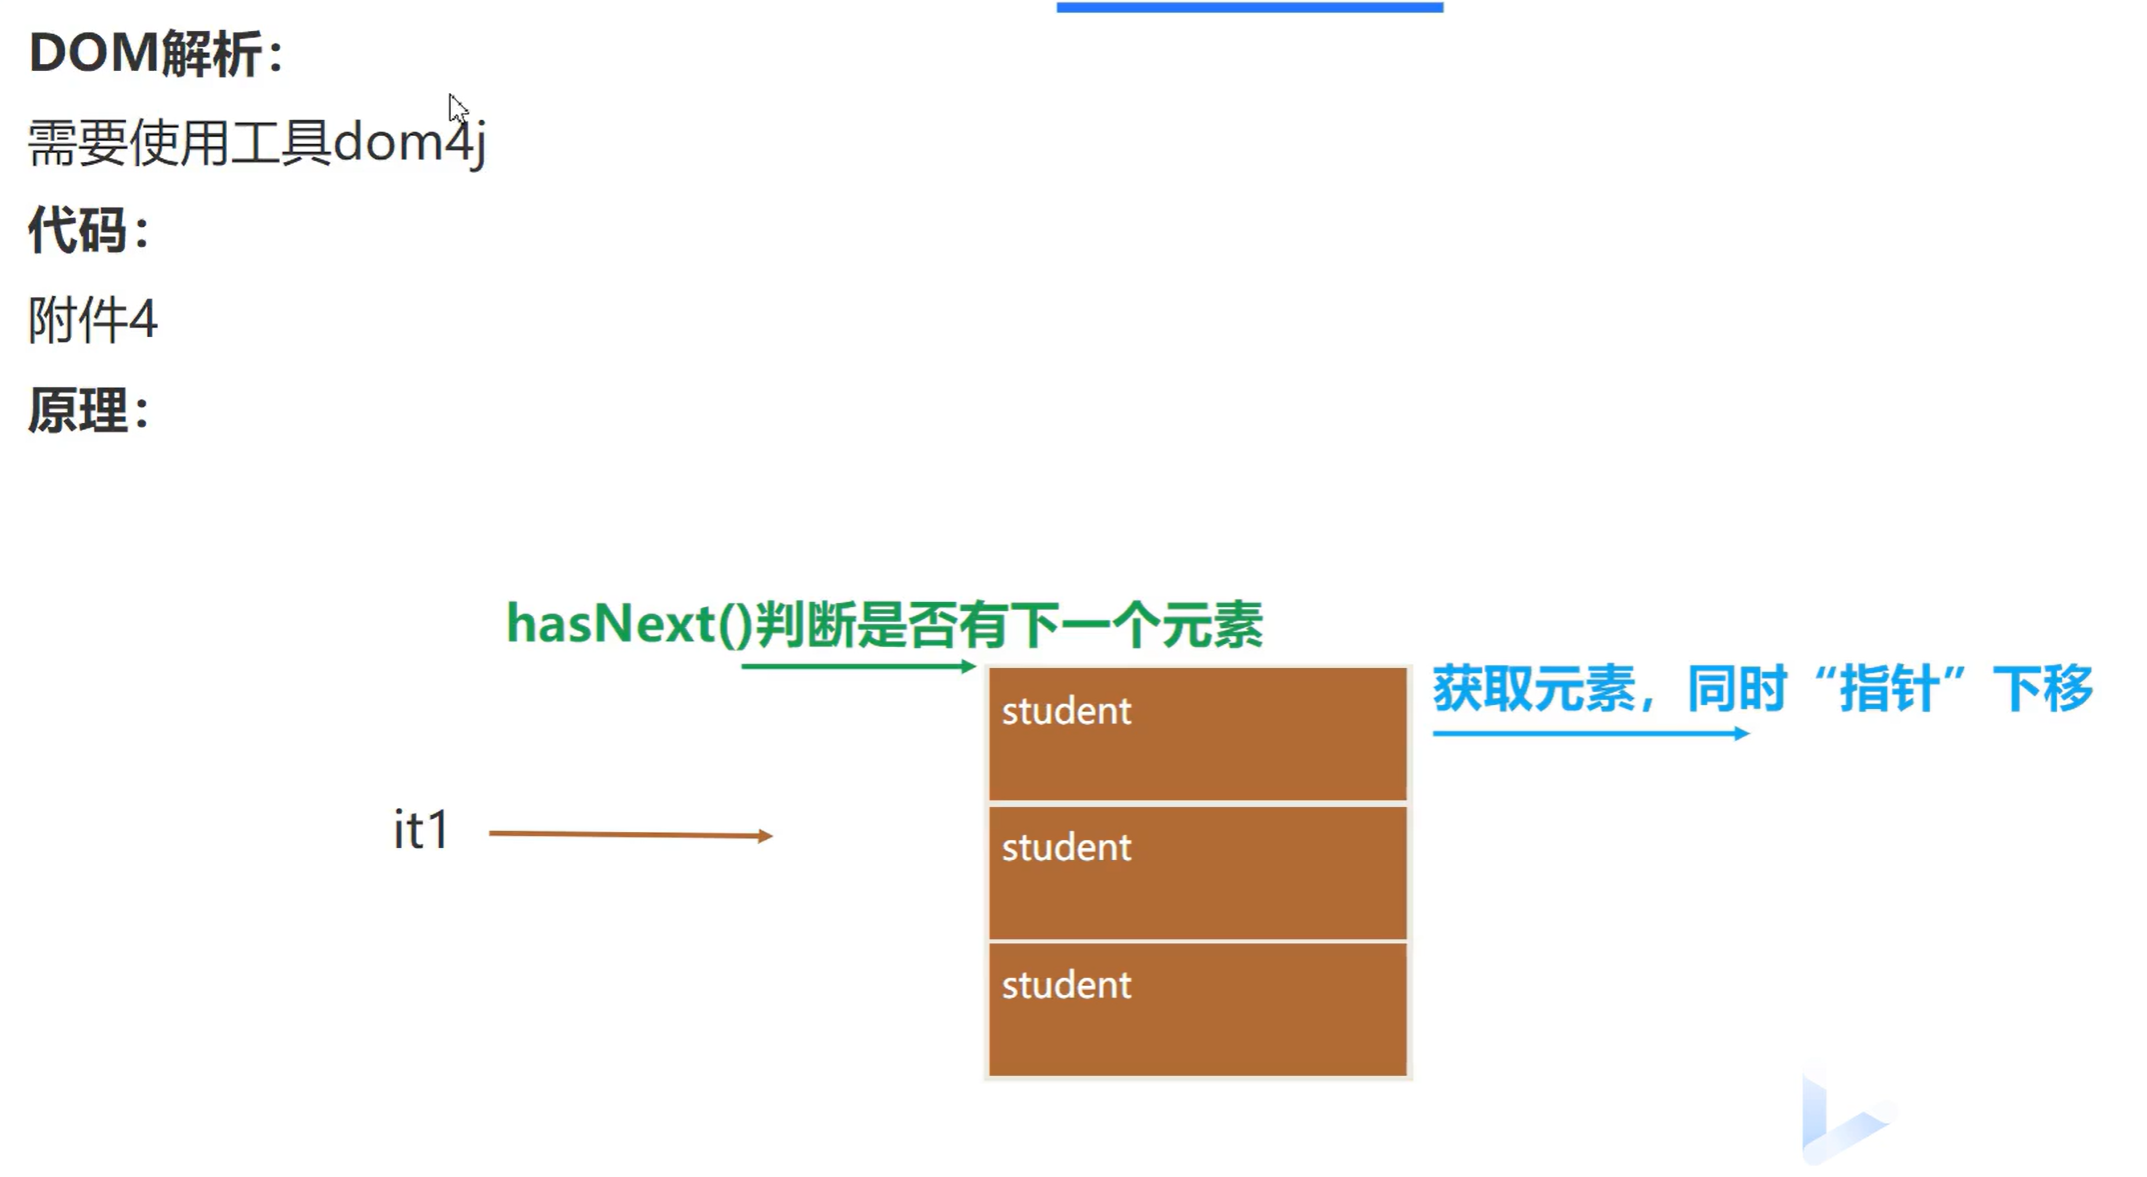 DOM解析：
需要使用工具dom4j
代码：
附件4
原理：
hasNext()判断是否有下一个元素
student
获取元素，同时“指针”下移
it1
student
student